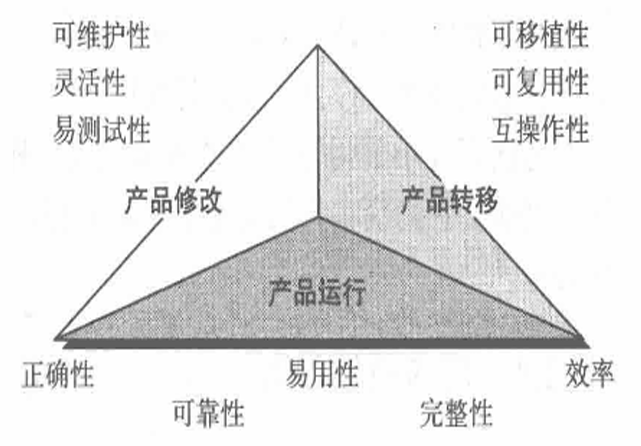 可维护性
灵活性
易测试性
可移植性
可复用性
互操作性
产品修改
产品转移
产品运行
正确性
易用性
效率
可靠性
完整性